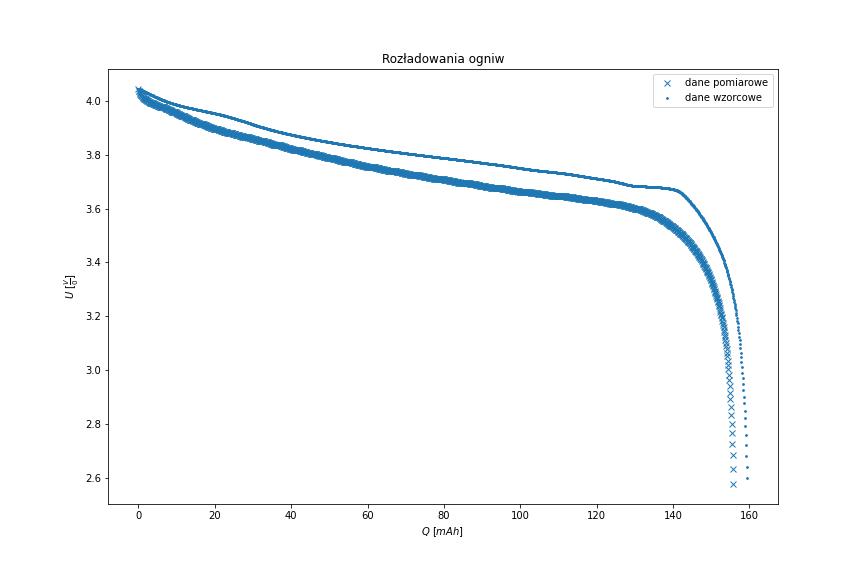 Rozładowania ogniw
dane pomiarowe
dane wzorcowe
4.0
3.8
3.6
3.4
3.2
3.0
2.8
2.6
U [V/0]
0 20 40 60 80 100 120 140 160
Q [mAh]